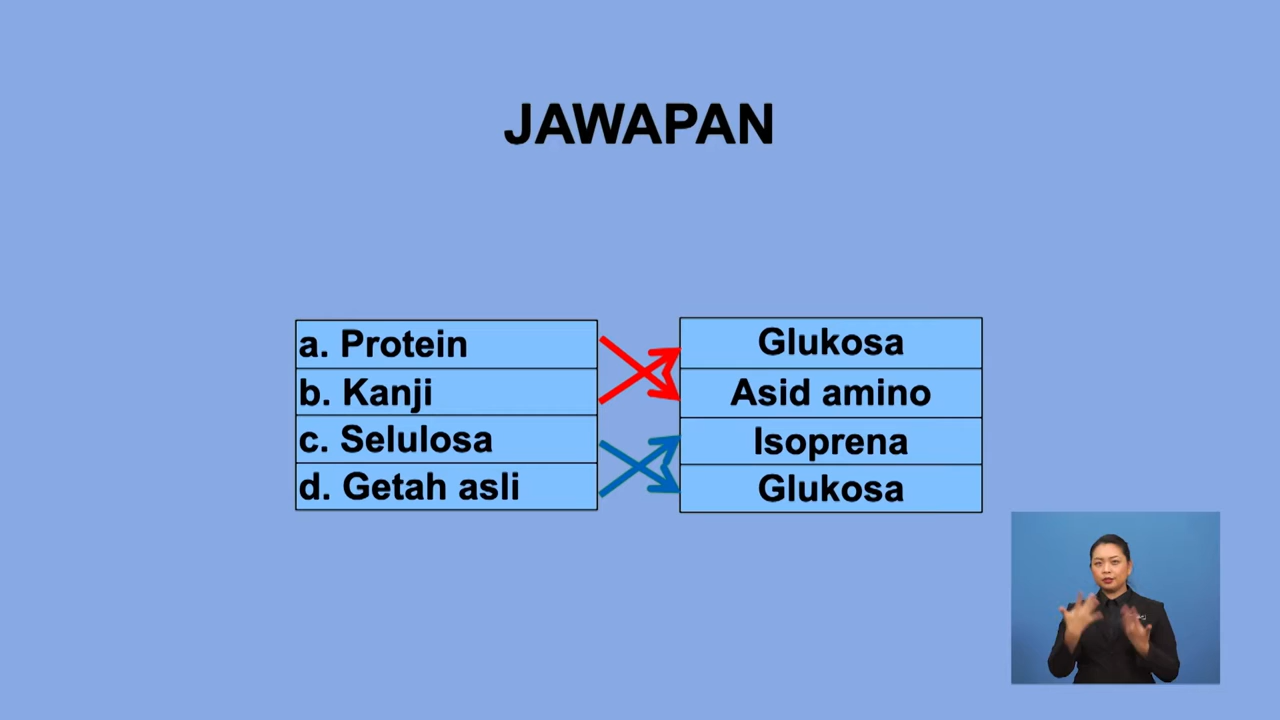 JAWAPAN
a. Protein
b. Kanji
c. Selulosa
d. Getah asli
Glukosa
Asid amino
Isoprena
Glukosa